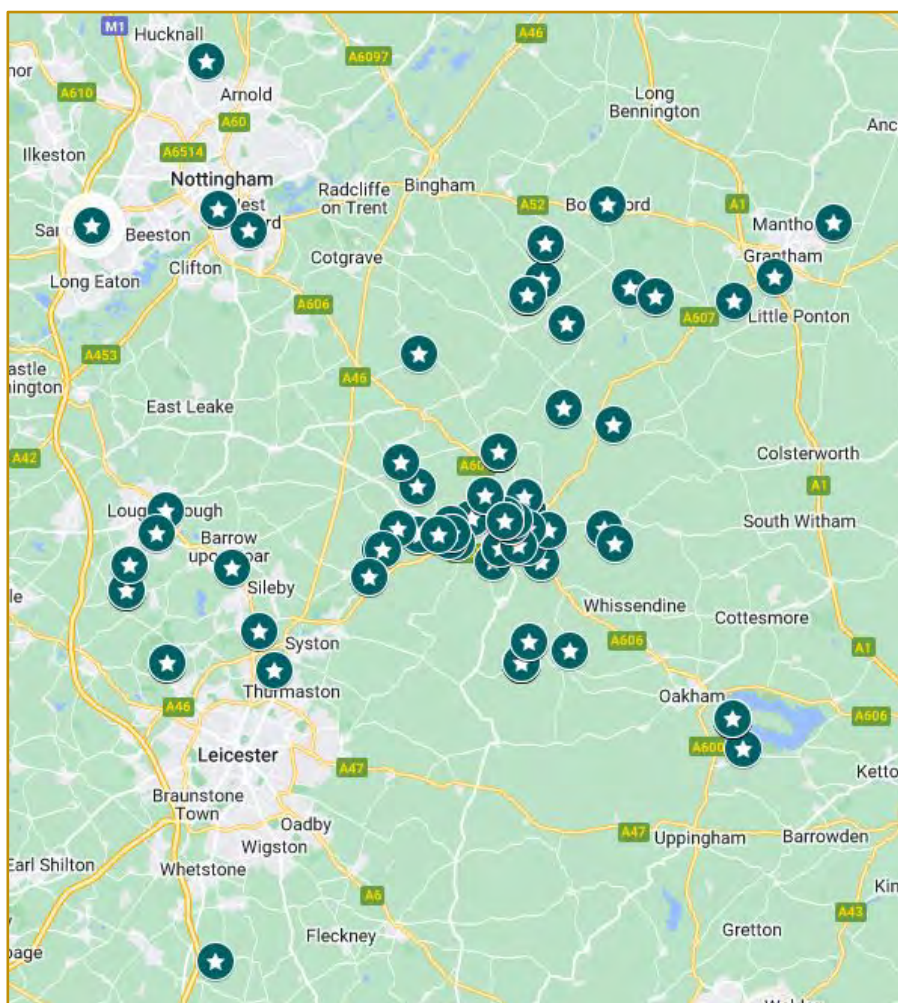 M1
Hucknall
A46
A6097
A610
Arnold
Long
Bennington
A60
Ilkeston
A6514
Nottingham
Radcliffe
on Trent
Bingham
A52
A1
Beeston
Cotgrave
Grantham
Clifton
Long Eaton
A606
A607
Little Ponton
A453
A46
East Leake
A42
Colsterworth
A1
South Witham
Barrow
Sileby
Whissendine
Cottesmore
Syston
A606
A1
Thurmaston
Oakham
A46
A606
Leicester
A47
Braunstone
Town
Oadby
A47
Uppingham
Barrowden
Wigston
Earl Shilton
Whetstone
A6
A43
Gretton
Fleckney